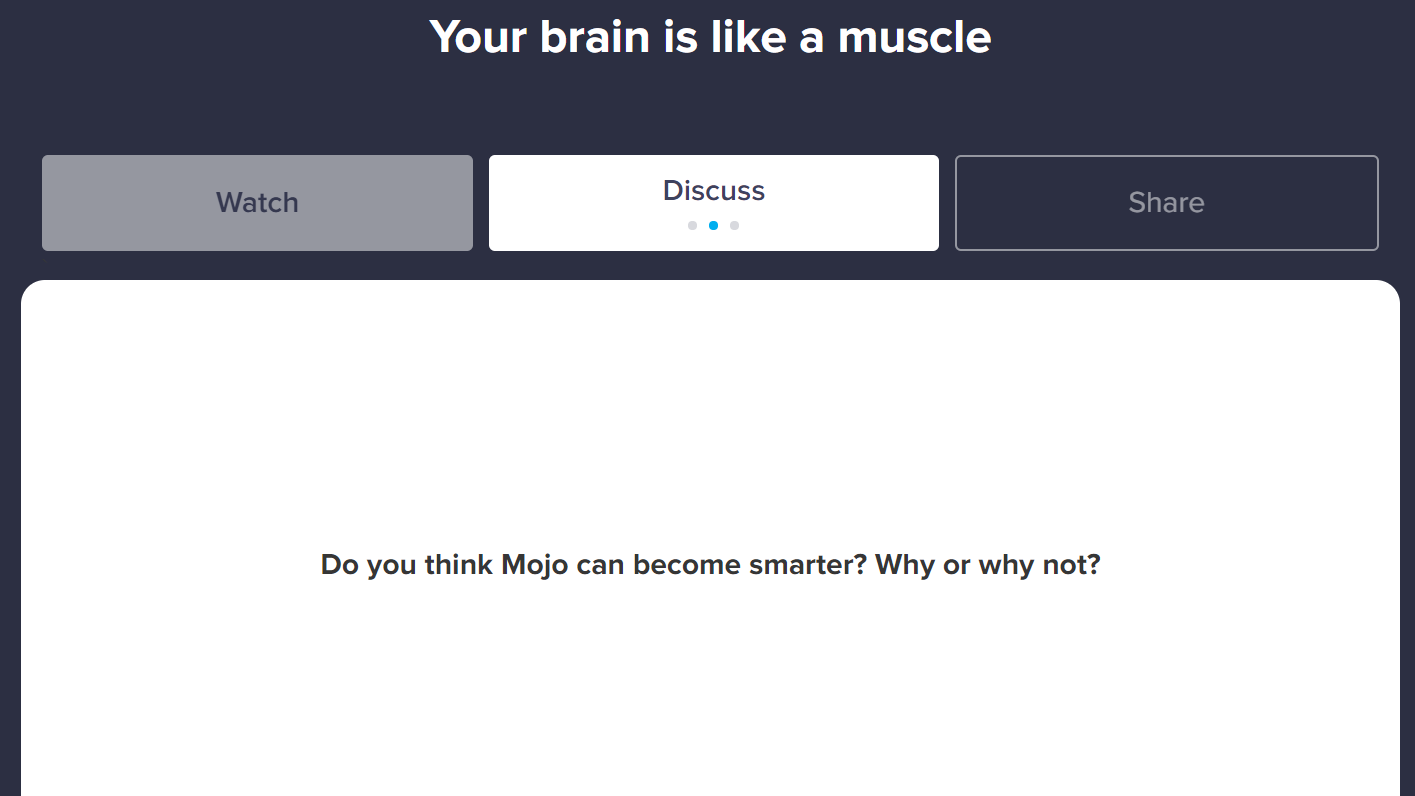 Your brain is like a muscle
Watch
Discuss
Share
Do you think Mojo can become smarter? Why or why not?